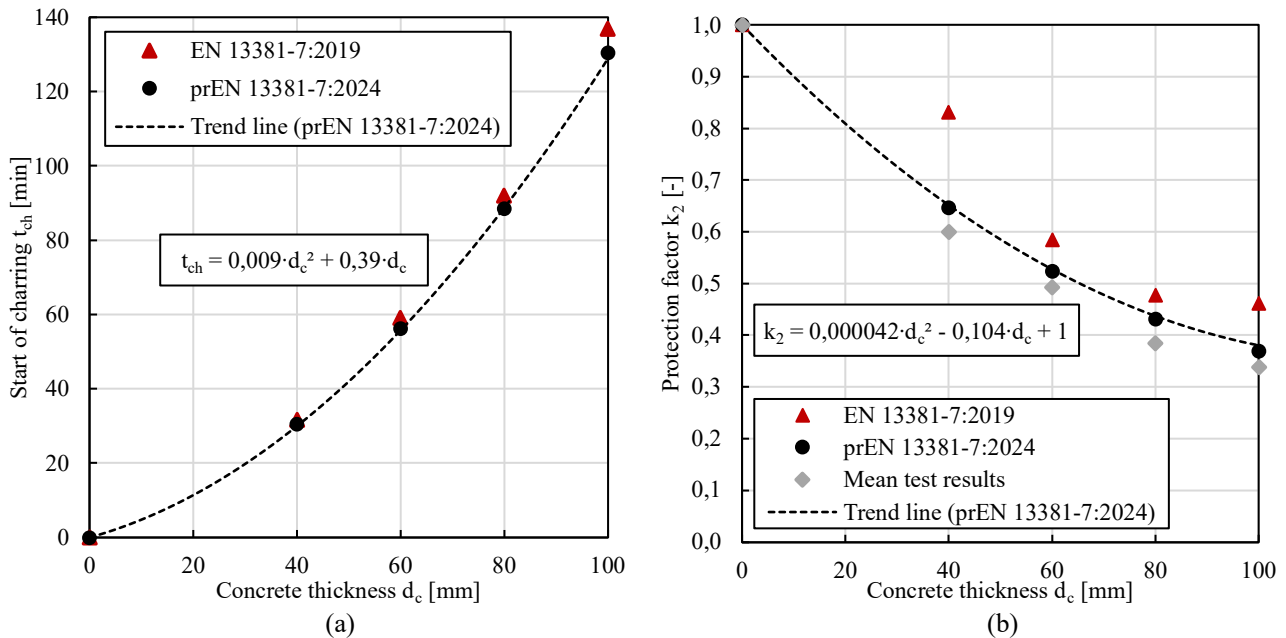 140
120
100
80
60
40
20
0
Start of charring t_ch [min]
EN 13381-7:2019
prEN 13381-7:2024
Trend line (prEN 13381-7:2024)
t_ch = 0,009·d_c² + 0,39·d_c
0 20 40 60 80 100
Concrete thickness d_c [mm]
(a)
1,0
0,9
0,8
0,7
0,6
0,5
0,4
0,3
0,2
0,1
0,0
Protection factor k_2 [-]
k_2 = 0,000042·d_c² - 0,104·d_c + 1
EN 13381-7:2019
prEN 13381-7:2024
Mean test results
Trend line (prEN 13381-7:2024)
0 20 40 60 80 100
Concrete thickness d_c [mm]
(b)